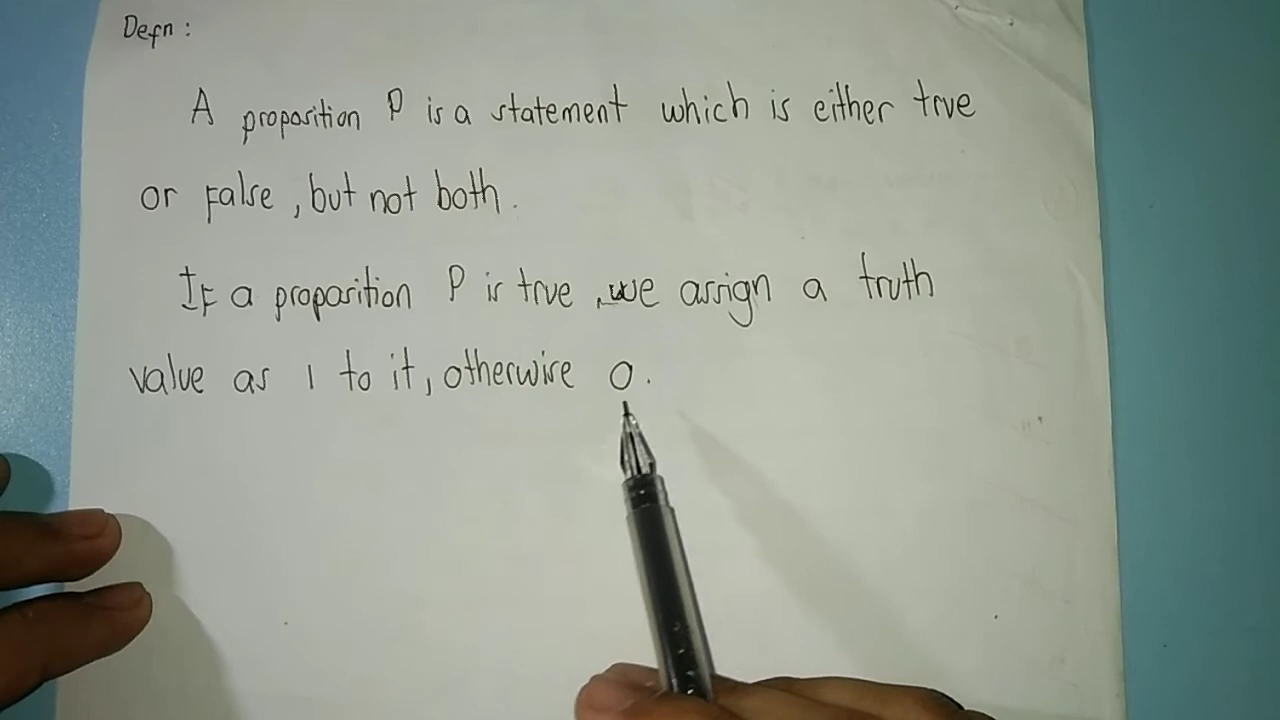 Defn :
A proposition P is a statement which is either true
or false, but not both.
If a proposition P is true, we assign a truth
value as 1 to it, otherwise 0.